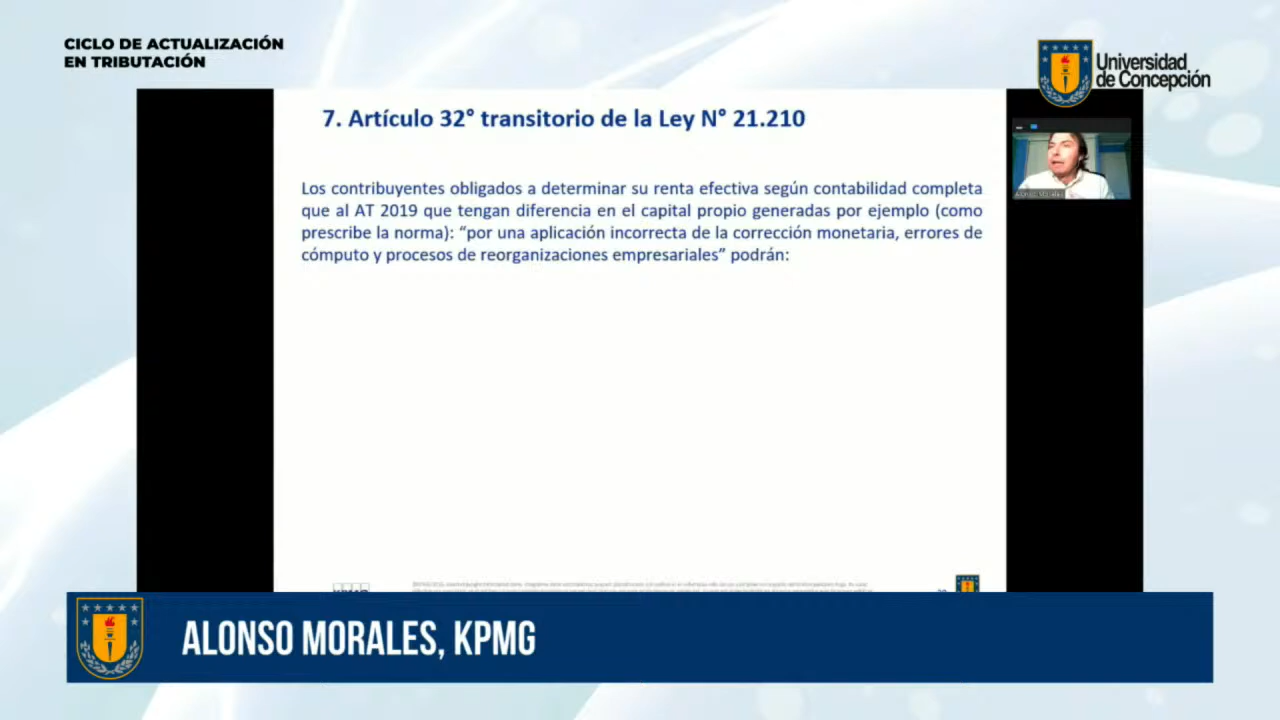 CICLO DE ACTUALIZACIÓN
EN TRIBUTACIÓN
Universidad
de Concepción
7. Artículo 32° transitorio de la Ley N° 21.210
Los contribuyentes obligados a determinar su renta efectiva según contabilidad completa
que al AT 2019 que tengan diferencia en el capital propio generadas por ejemplo (como
prescribe la norma): “por una aplicación incorrecta de la corrección monetaria, errores de
cómputo y procesos de reorganizaciones empresariales” podrán:
ALONSO MORALES, KPMG